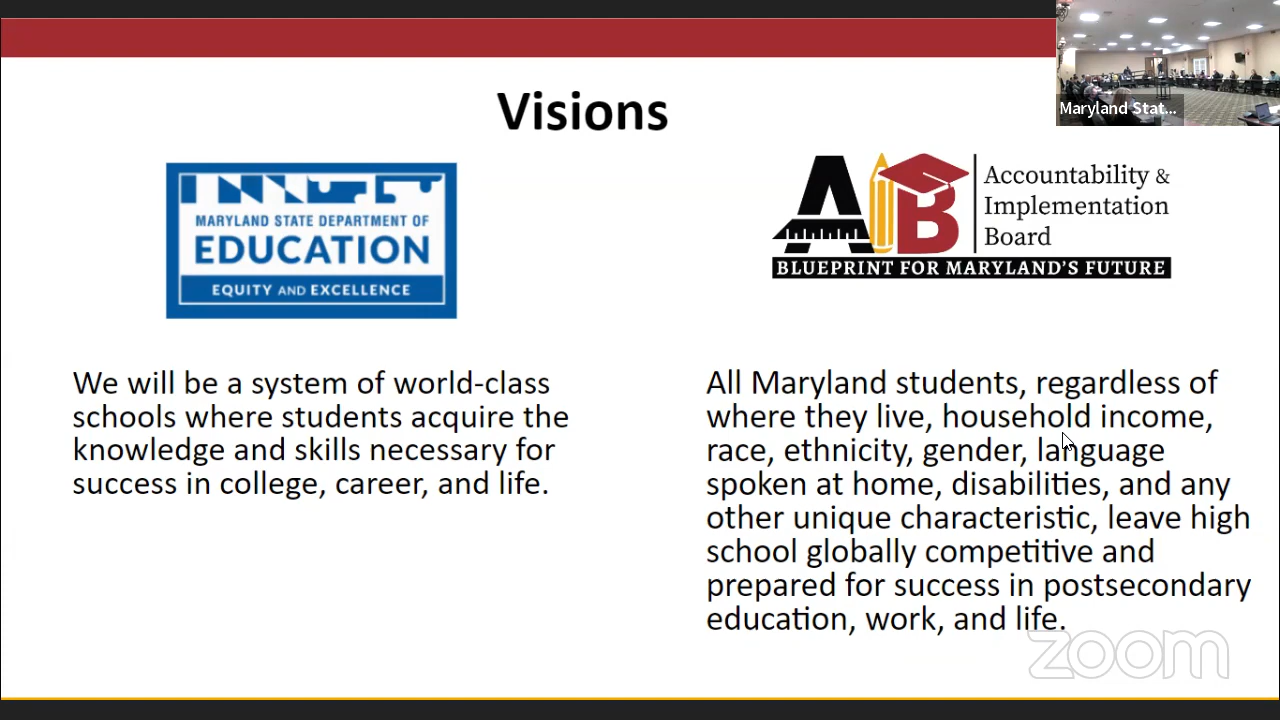 Visions
Maryland Stat...
MARYLAND STATE DEPARTMENT OF
EDUCATION
EQUITY AND EXCELLENCE
AIB
Accountability &
Implementation
Board
BLUEPRINT FOR MARYLAND'S FUTURE
We will be a system of world-class
schools where students acquire the
knowledge and skills necessary for
success in college, career, and life.
All Maryland students, regardless of
where they live, household income,
race, ethnicity, gender, language
spoken at home, disabilities, and any
other unique characteristic, leave high
school globally competitive and
prepared for success in postsecondary
education, work, and life.
zoom